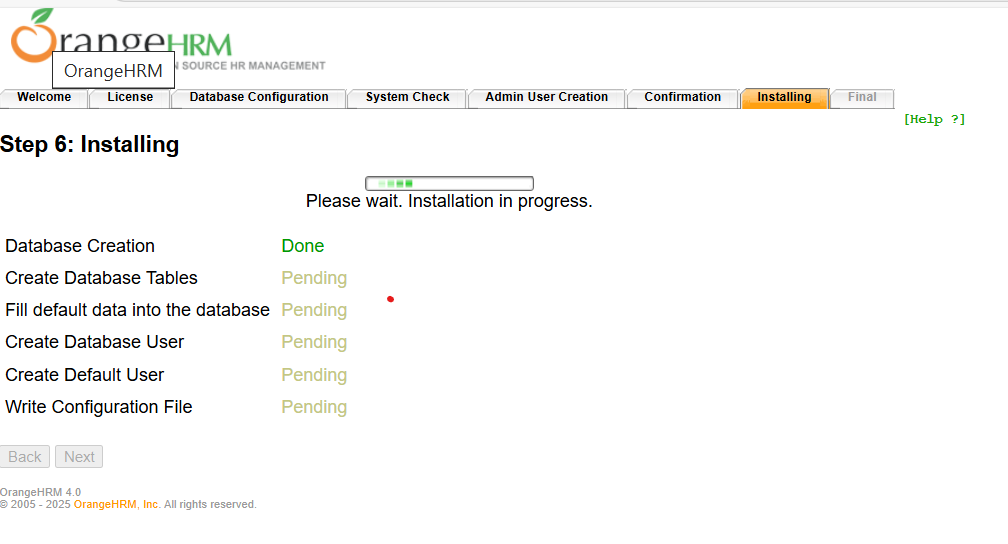 OrangeHRM
N SOURCE HR MANAGEMENT
OrangeHRM
Welcome License Database Configuration System Check Admin User Creation Confirmation Installing Final
[Help ?]
Step 6: Installing
Please wait. Installation in progress.
Database Creation Done
Create Database Tables Pending
Fill default data into the database Pending
Create Database User Pending
Create Default User Pending
Write Configuration File Pending
Back Next
OrangeHRM 4.0
© 2005 - 2025 OrangeHRM, Inc. All rights reserved.